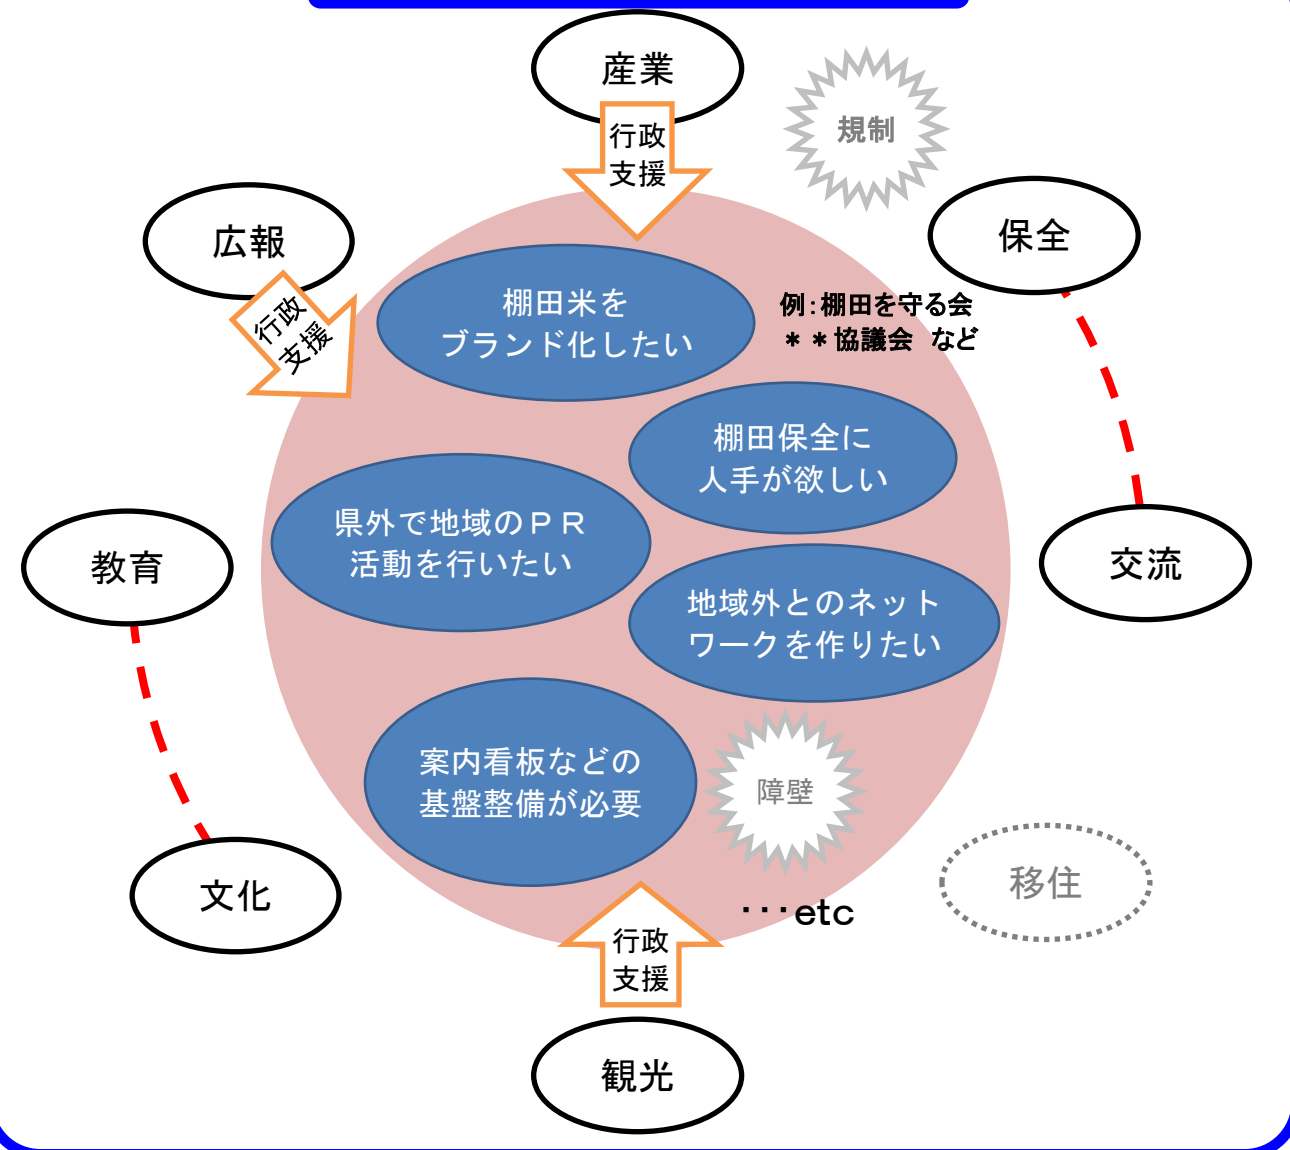 産業
行政
支援
規制
広報
行政
支援
保全
棚田米を
ブランド化したい
例：棚田を守る会
＊＊協議会　など
棚田保全に
人手が欲しい
県外で地域のＰＲ
活動を行いたい
教育
交流
地域外とのネット
ワークを作りたい
案内看板などの
基盤整備が必要
障壁
文化
移住
・・・etc
行政
支援
観光